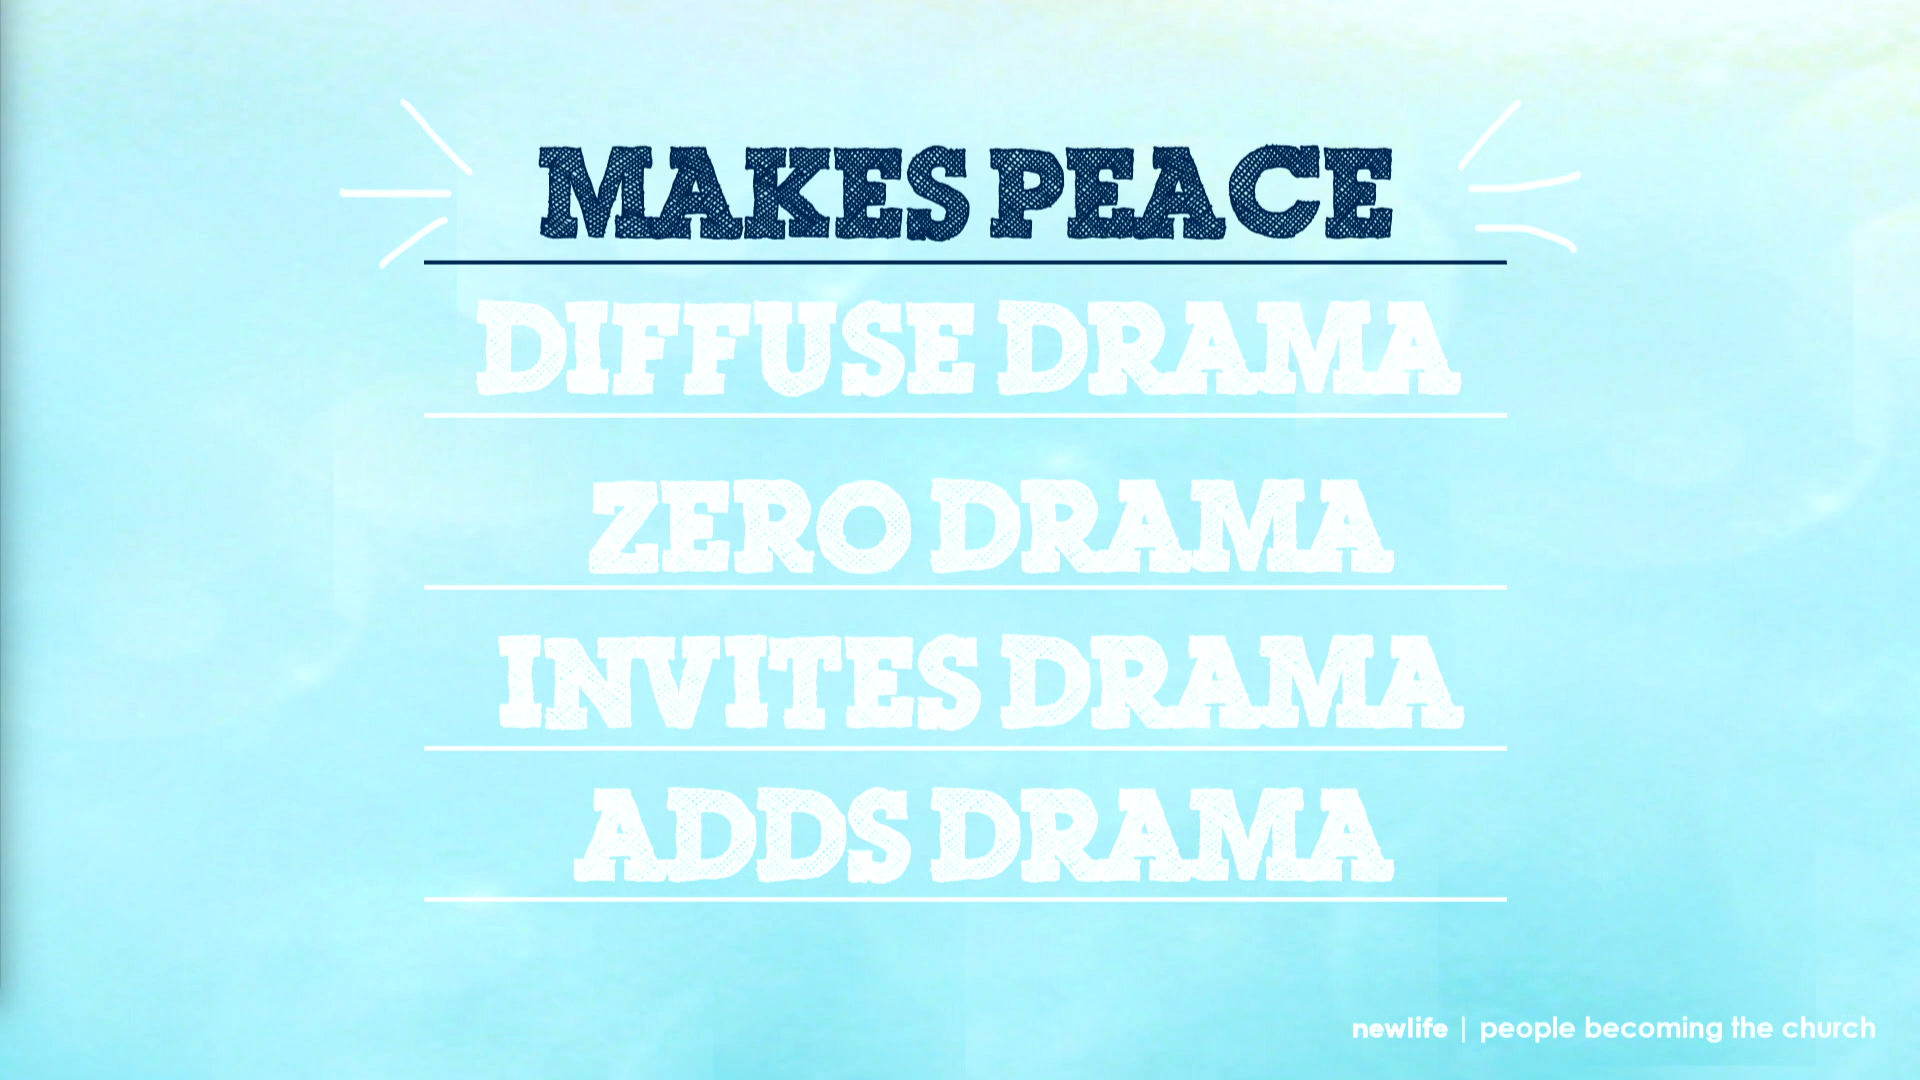 MAKES PEACE
DIFFUSE DRAMA
ZERO DRAMA
INVITES DRAMA
ADDS DRAMA
newlife | people becoming the church